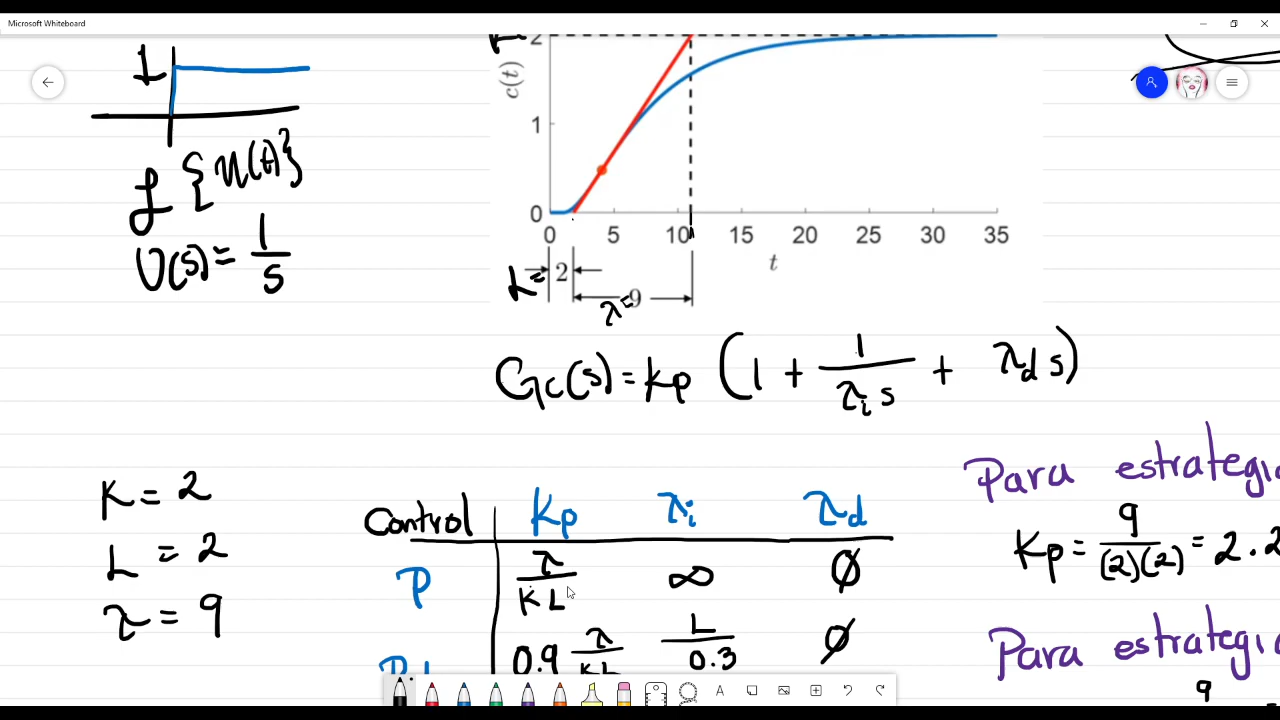 Microsoft Whiteboard
1
ℒ {u(t)}
U(s) = 1/s
K = 2
L = 2
τ = 9
2
c(t)
1
0
0 5 10 15 20 25 30 35
t
L = 2
τ = 9
Gc(s) = Kp (1 + 1/(τi s) + τd s)
Control Kp τi τd
P τ/(KL) ∞ ∅
0.9 τ/(KL) L/0.3 ∅
Para
Kp = 9/((2)(2)) = 2.2
Para
9